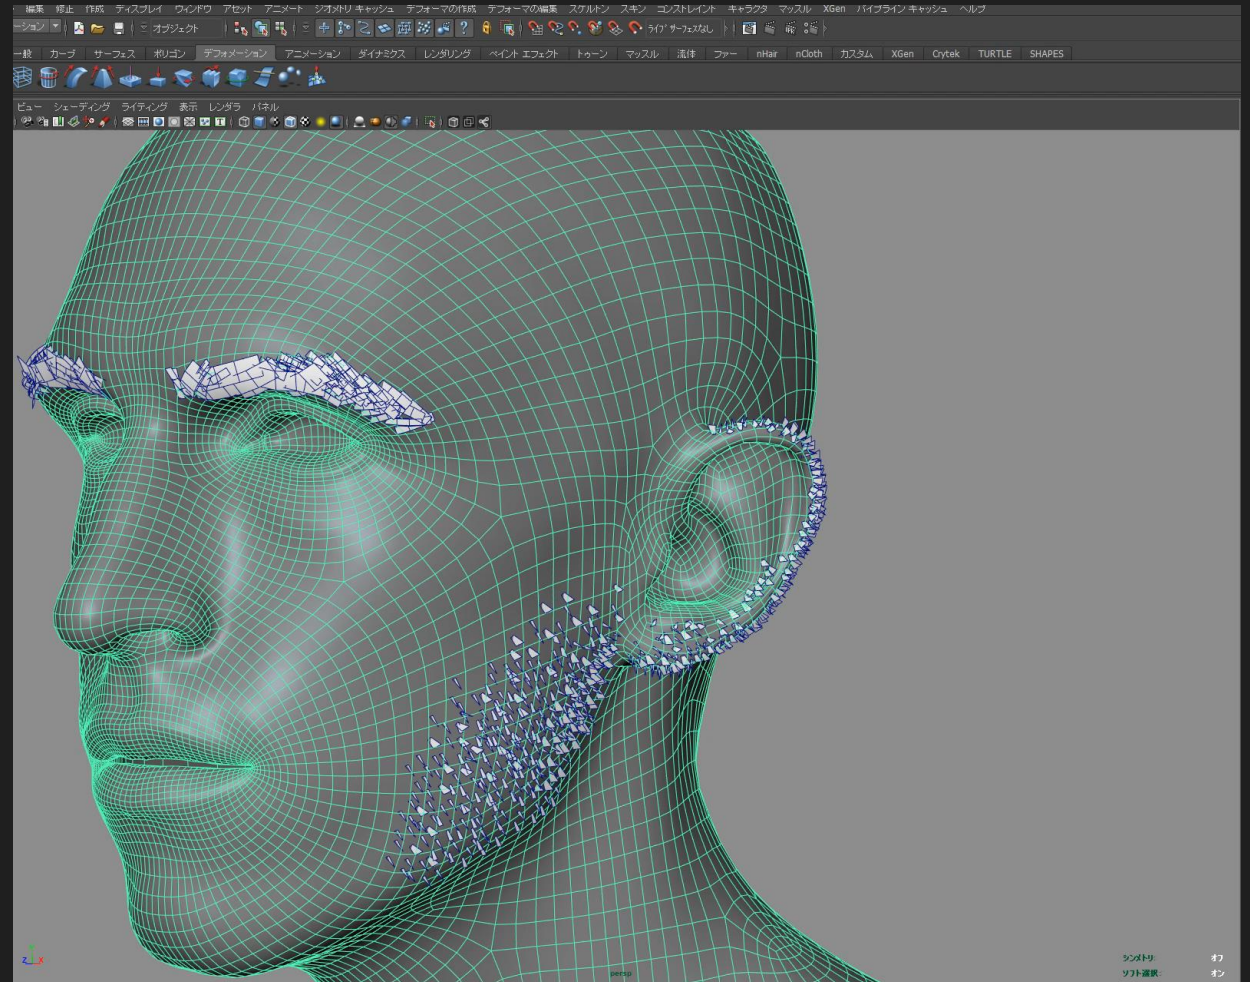 編集 修正 作成 ディスプレイ ウィンドウ アセット アニメート ジオメトリ キャッシュ デフォーマの作成 デフォーマの編集 スケルトン スキン コンストレイント キャラクタ マッスル XGen パイプライン キャッシュ ヘルプ
ーション オブジェクト ライブ サーフェスなし
一般 カーブ サーフェス ポリゴン デフォメーション アニメーション ダイナミクス レンダリング ペイント エフェクト トゥーン マッスル 流体 ファー nHair nCloth カスタム XGen Crytek TURTLE SHAPES
ビュー シェーディング ライティング 表示 レンダラ パネル
シンメトリ: オフ
z x
persp
ソフト選択: オン